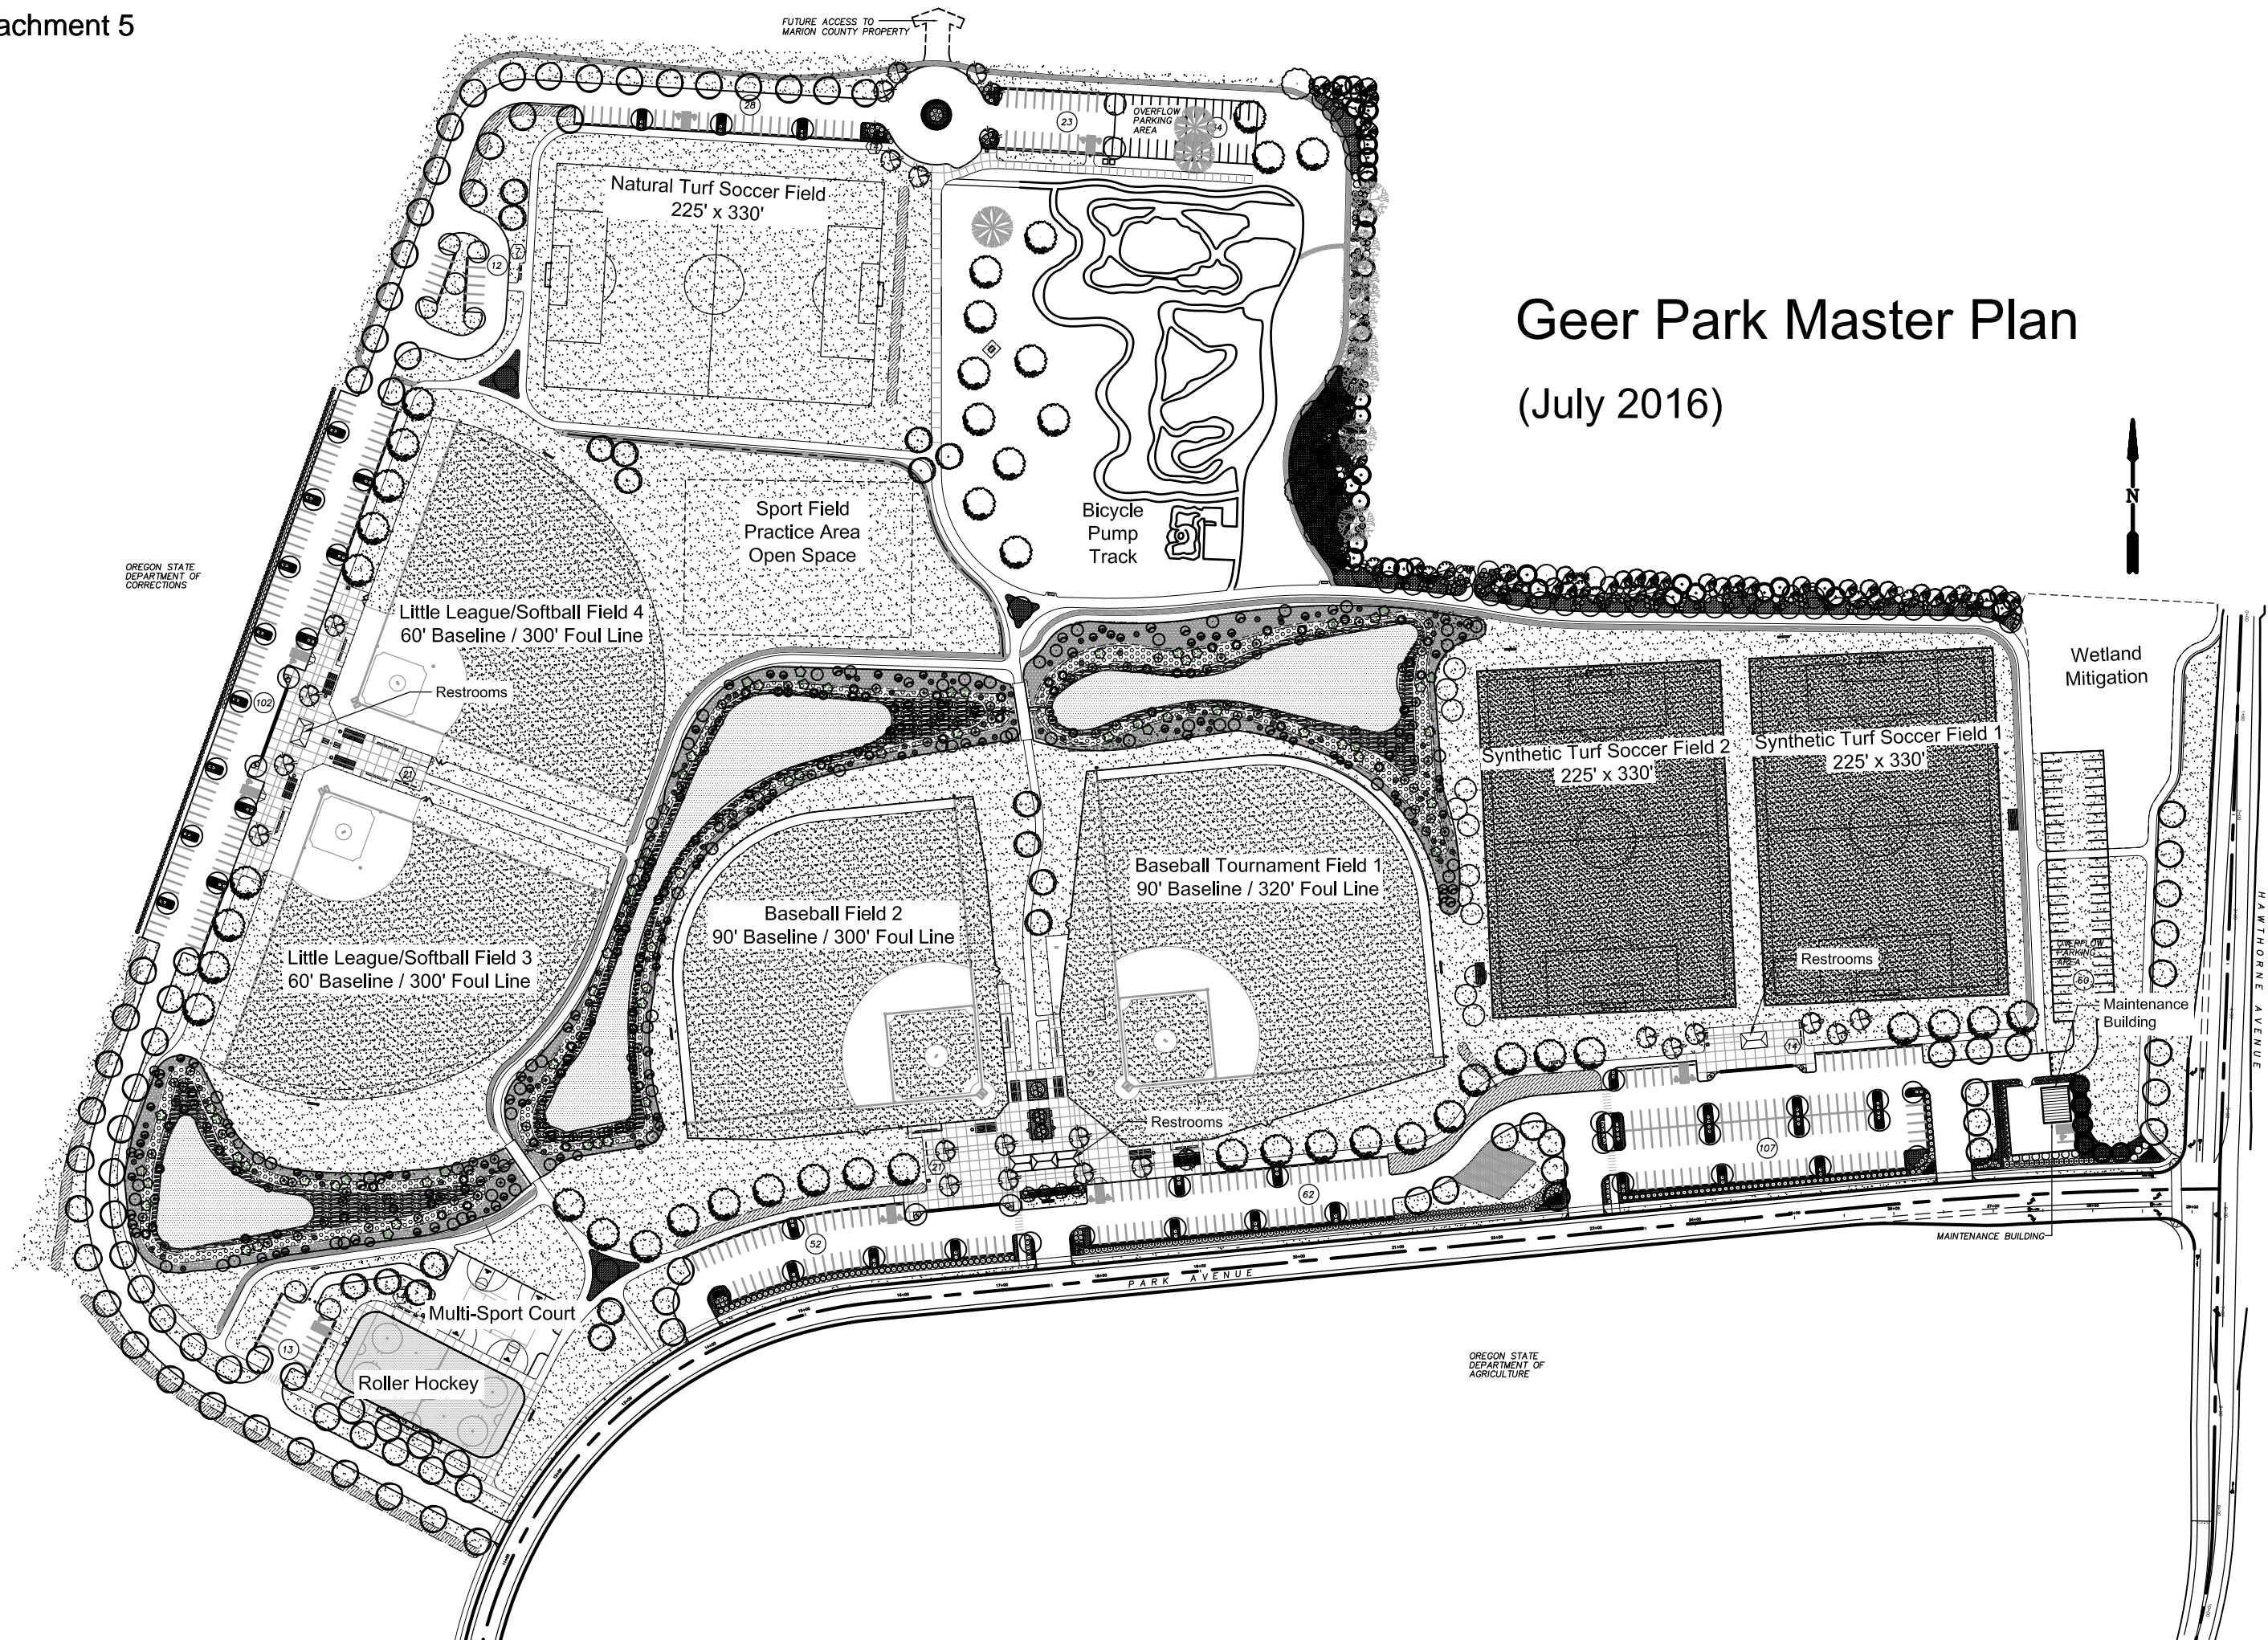 achment 5
FUTURE ACCESS TO
MARION COUNTY PROPERTY
28
23
OVERFLOW
PARKING
AREA
Natural Turf Soccer Field
225' x 330'
12
Geer Park Master Plan
(July 2016)
N
Sport Field
Practice Area
Open Space
Bicycle
Pump
Track
OREGON STATE
DEPARTMENT OF
CORRECTIONS
Little League/Softball Field 4
60' Baseline / 300' Foul Line
Restrooms
102
21
Wetland
Mitigation
Synthetic Turf Soccer Field 2
225' x 330'
Synthetic Turf Soccer Field 1
225' x 330'
Baseball Tournament Field 1
90' Baseline / 320' Foul Line
Baseball Field 2
90' Baseline / 300' Foul Line
Little League/Softball Field 3
60' Baseline / 300' Foul Line
HAWTHORNE AVENUE
OVERFLOW
PARKING
AREA
Restrooms
Maintenance
Building
14
Restrooms
21
107
62
52
MAINTENANCE BUILDING
PARK AVENUE
Multi-Sport Court
13
Roller Hockey
OREGON STATE
DEPARTMENT OF
AGRICULTURE